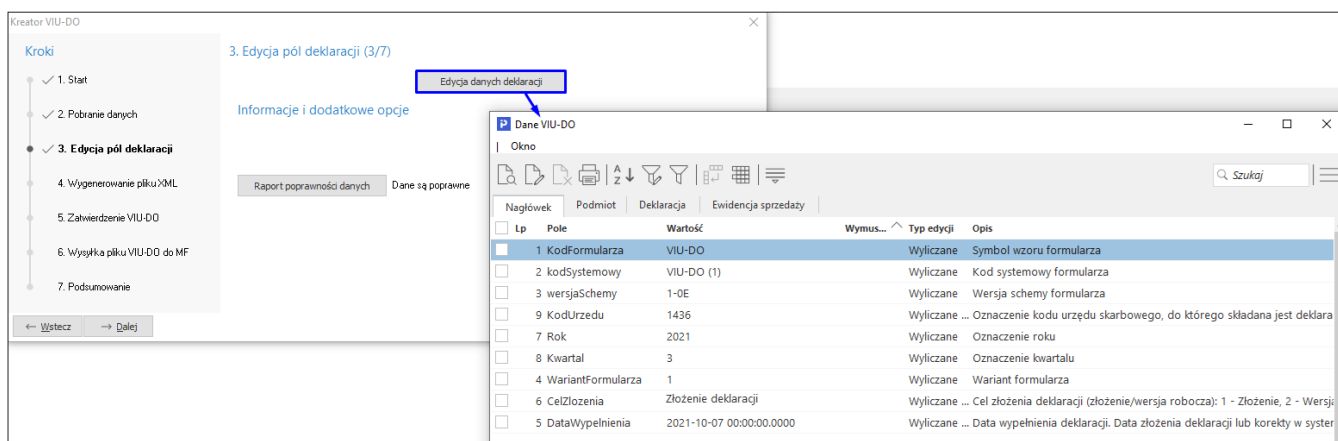 Kreator VIU-DO
Kroki
1. Start
2. Pobranie danych
3. Edycja pól deklaracji
4. Wygenerowanie pliku XML
5. Zatwierdzenie VIU-DO
6. Wysyłka pliku VIU-DO do MF
7. Podsumowanie
← Wstecz → Dalej
3. Edycja pól deklaracji (3/7)
Edycja danych deklaracji
Informacje i dodatkowe opcje
Raport poprawności danych Dane są poprawne
Dane VIU-DO
Okno
Szukaj
Nagłówek Podmiot Deklaracja Ewidencja sprzedaży
Lp Pole Wartość Wymus... Typ edycji Opis
1 KodFormularza VIU-DO Wyliczane Symbol wzoru formularza
2 kodSystemowy VIU-DO (1) Wyliczane Kod systemowy formularza
3 wersjaSchemy 1-0E Wyliczane Wersja schemy formularza
9 KodUrzedu 1436 Wyliczane ... Oznaczenie kodu urzędu skarbowego, do którego składana jest deklara
7 Rok 2021 Wyliczane Oznaczenie roku
8 Kwartal 3 Wyliczane Oznaczenie kwartalu
4 WariantFormularza 1 Wyliczane Wariant formularza
6 CelZlozenia Złożenie deklaracji Wyliczane ... Cel złożenia deklaracji (złożenie/wersja robocza): 1 - Złożenie, 2 - Wersja
5 DataWypelnienia 2021-10-07 00:00:00.0000 Wyliczane ... Data wypełnienia deklaracji. Data złożenia deklaracji lub korekty w syster